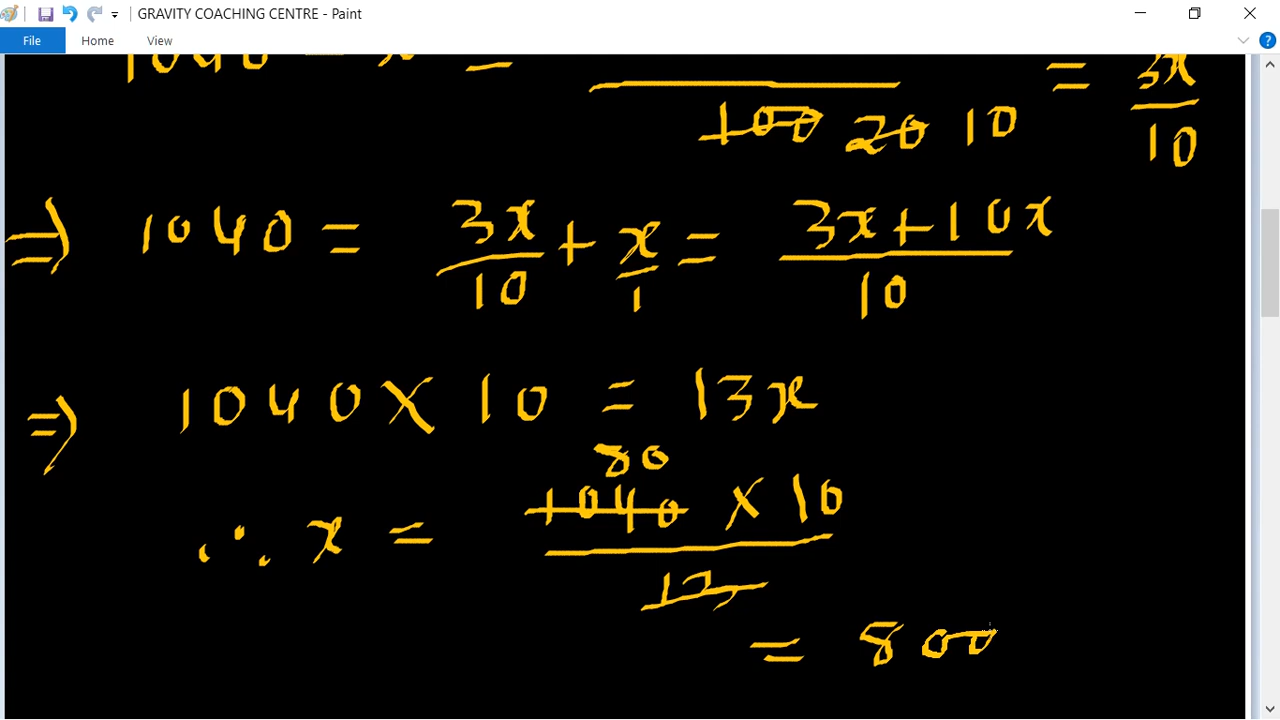 GRAVITY COACHING CENTRE - Paint
File Home View
1040 - x = / 100 20 10 = 3x/10
=> 1040 = 3x/10 + x/1 = 3x+10x/10
=> 1040 X 10 = 13x
80
∴ x = 1040 X 10/13
= 800